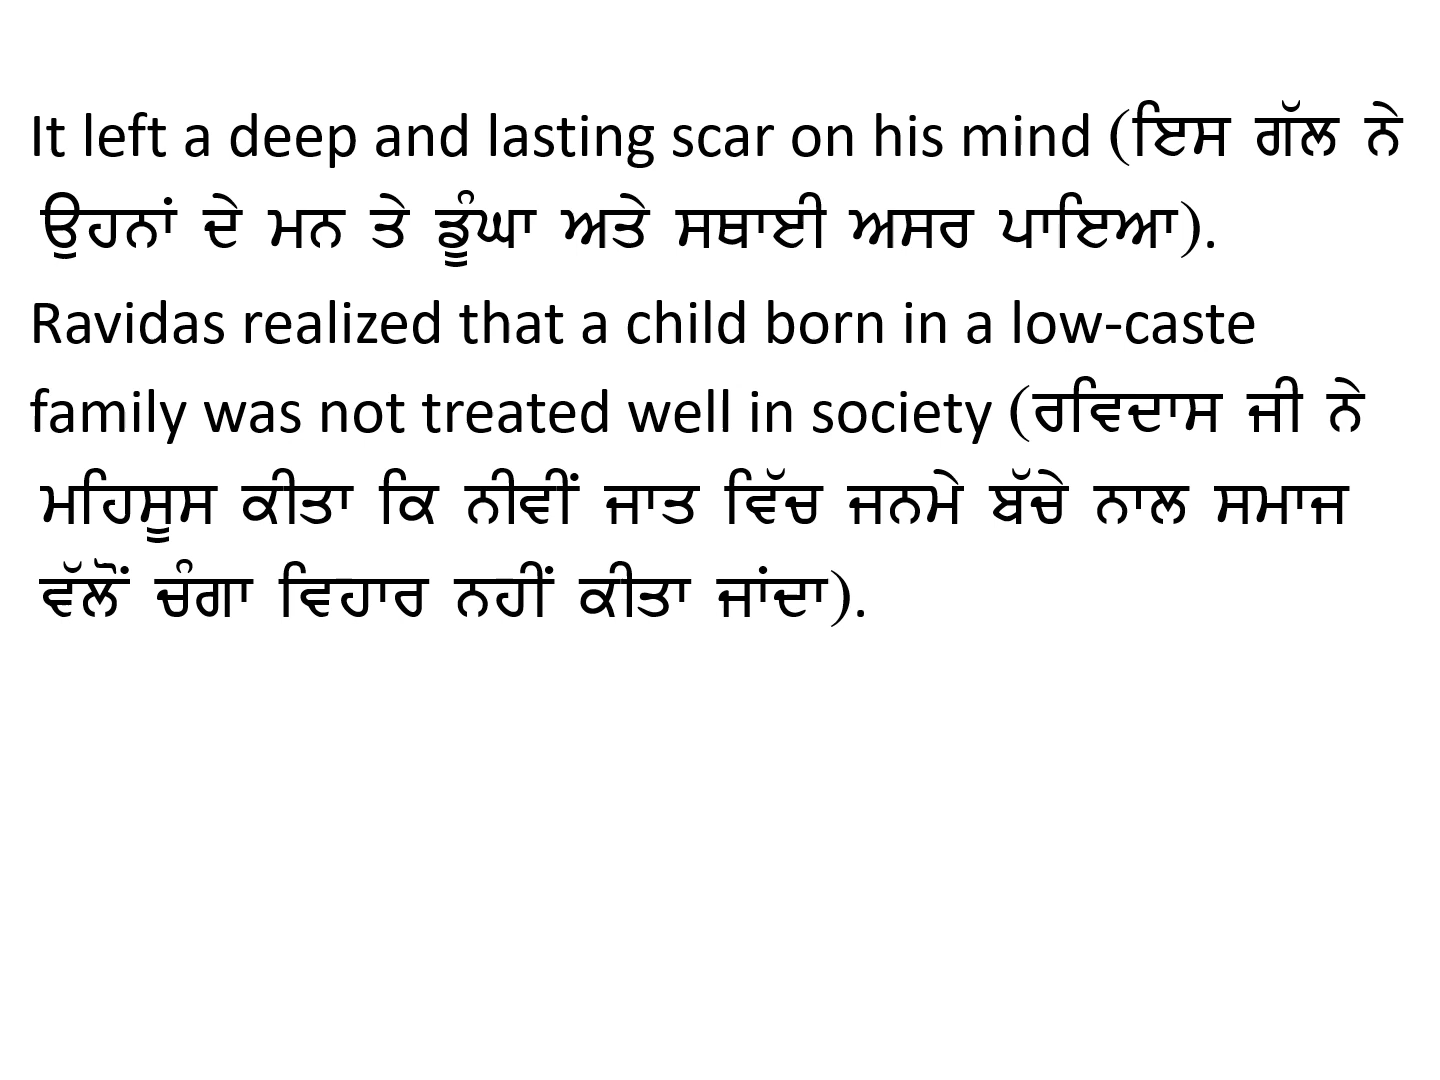 It left a deep and lasting scar on his mind (ਇਸ ਗੱਲ ਨੇ
ਉਹਨਾਂ ਦੇ ਮਨ ਤੇ ਡੂੰਘਾ ਅਤੇ ਸਥਾਈ ਅਸਰ ਪਾਇਆ).
Ravidas realized that a child born in a low-caste
family was not treated well in society (ਰਵਿਦਾਸ ਜੀ ਨੇ
ਮਹਿਸੂਸ ਕੀਤਾ ਕਿ ਨੀਵੀਂ ਜਾਤ ਵਿੱਚ ਜਨਮੇ ਬੱਚੇ ਨਾਲ ਸਮਾਜ
ਵੱਲੋਂ ਚੰਗਾ ਵਿਹਾਰ ਨਹੀਂ ਕੀਤਾ ਜਾਂਦਾ).